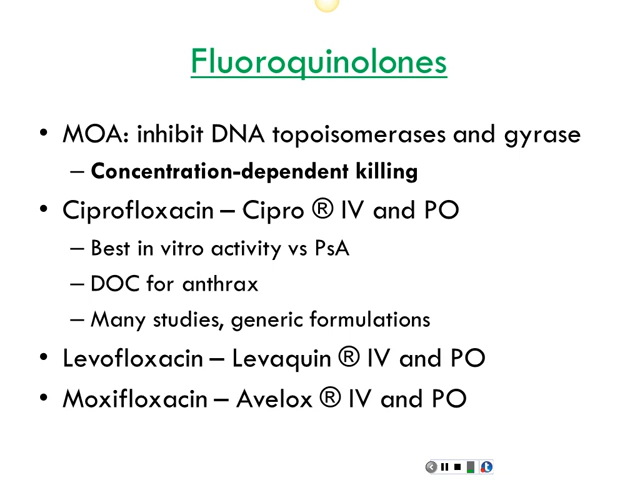 Fluoroquinolones
• MOA: inhibit DNA topoisomerases and gyrase
– Concentration-dependent killing
• Ciprofloxacin – Cipro ® IV and PO
– Best in vitro activity vs PsA
– DOC for anthrax
– Many studies, generic formulations
• Levofloxacin – Levaquin ® IV and PO
• Moxifloxacin – Avelox ® IV and PO
t